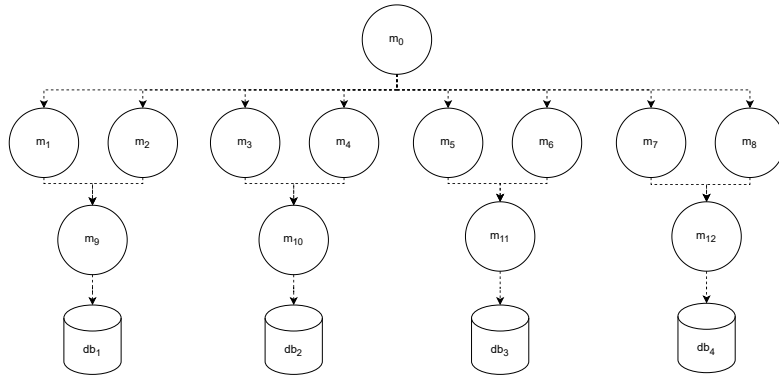 m₀
m₁ m₂ m₃ m₄ m₅ m₆ m₇ m₈
m₉ m₁₀ m₁₁ m₁₂
db₁ db₂ db₃ db₄